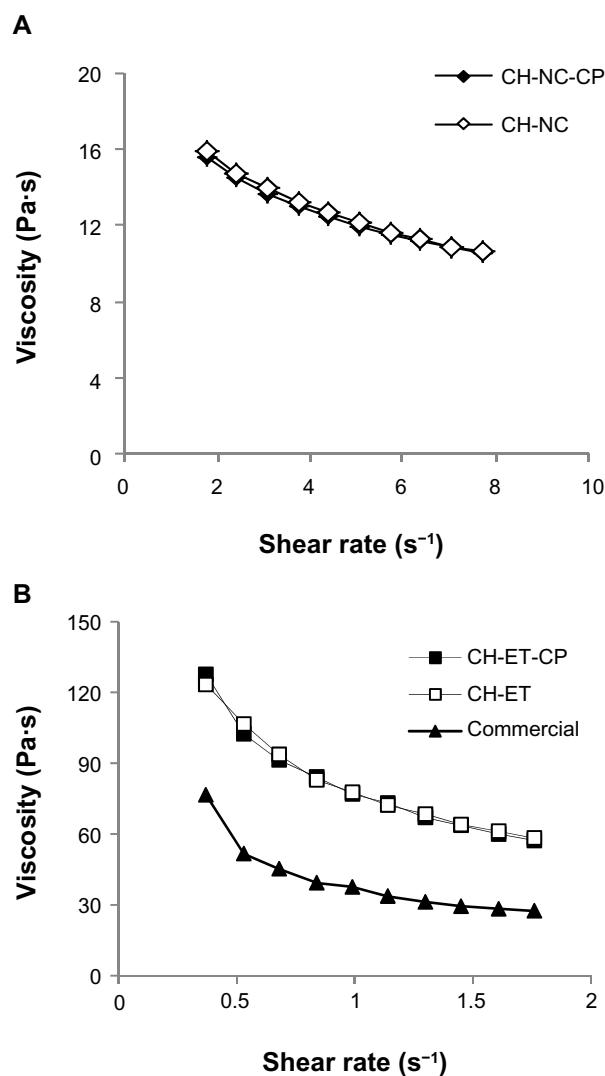 A
20
16
12
8
4
0
0 2 4 6 8 10
Viscosity (Pa·s)
Shear rate (s⁻¹)
CH-NC-CP
CH-NC
B
150
120
90
60
30
0
0 0.5 1 1.5 2
Viscosity (Pa·s)
Shear rate (s⁻¹)
CH-ET-CP
CH-ET
Commercial